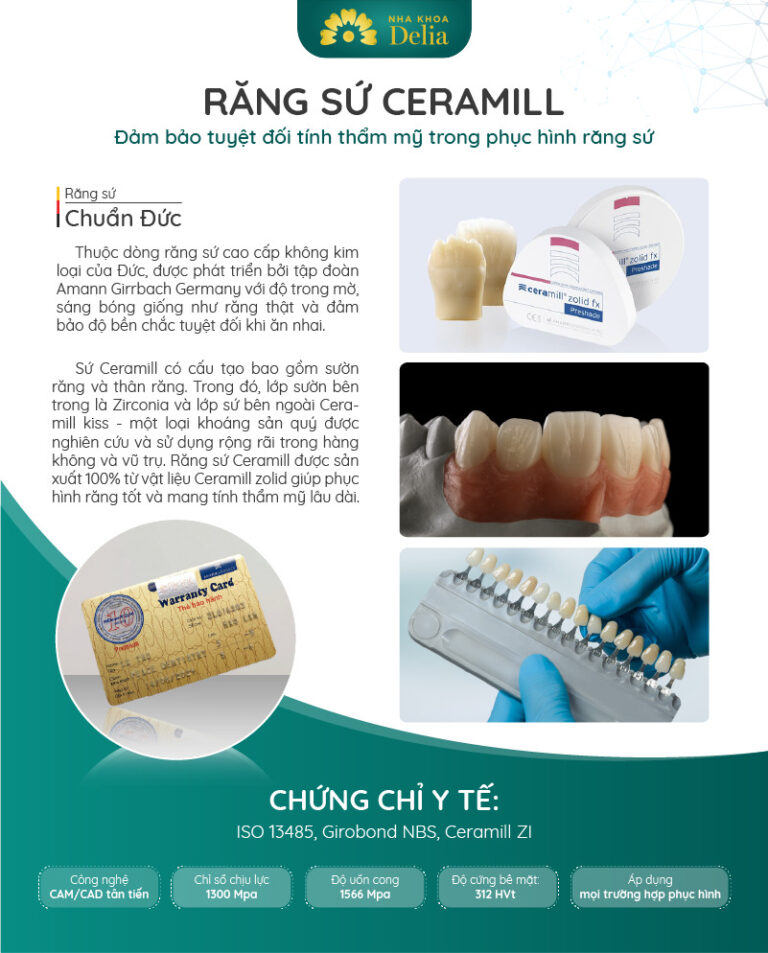 NHA KHOA
Delia
RĂNG SỨ CERAMILL
Đảm bảo tuyệt đối tính thẩm mỹ trong phục hình răng sứ
Răng sứ
Chuẩn Đức
Thuộc dòng răng sứ cao cấp không kim
loại của Đức, được phát triển bởi tập đoàn
Amann Girrbach Germany với độ trong mờ,
sáng bóng giống như răng thật và đảm
bảo độ bền chắc tuyệt đối khi ăn nhai.
Sứ Ceramill có cấu tạo bao gồm sườn
răng và thân răng. Trong đó, lớp sườn bên
trong là Zirconia và lớp sứ bên ngoài Cera-
mill kiss - một loại khoáng sản quý được
nghiên cứu và sử dụng rộng rãi trong hàng
không và vũ trụ. Răng sứ Ceramill được sản
xuất 100% từ vật liệu Ceramill zolid giúp phục
hình răng tốt và mang tính thẩm mỹ lâu dài.
mill® zolid fx
Preshade
ceramill® zolid fx
Preshade
Warranty Card
Thẻ bảo hành
10
Premium
CHỨNG CHỈ Y TẾ:
ISO 13485, Girobond NBS, Ceramill ZI
Công nghệ
CAM/CAD tân tiến
Chỉ số chịu lực
1300 Mpa
Độ uốn cong
1566 Mpa
Độ cứng bề mặt:
312 HVt
Áp dụng
mọi trường hợp phục hình